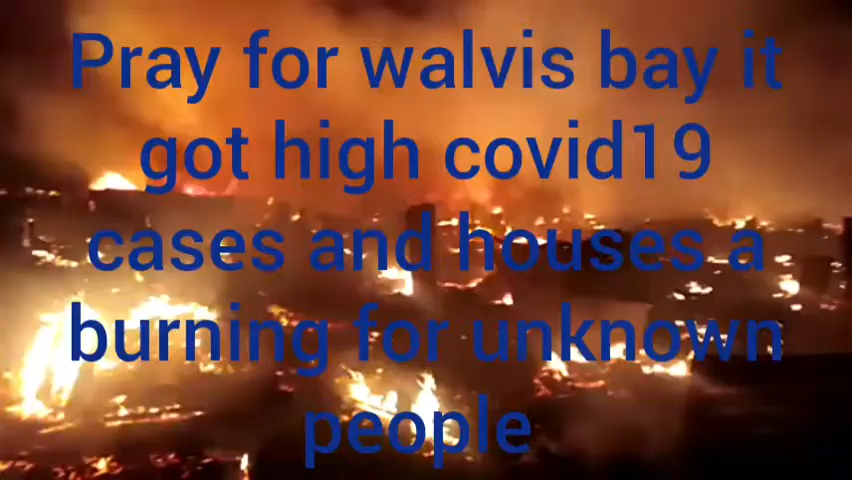 Pray for walvis bay it
got high covid19
cases and houses a
burning for unknown
people